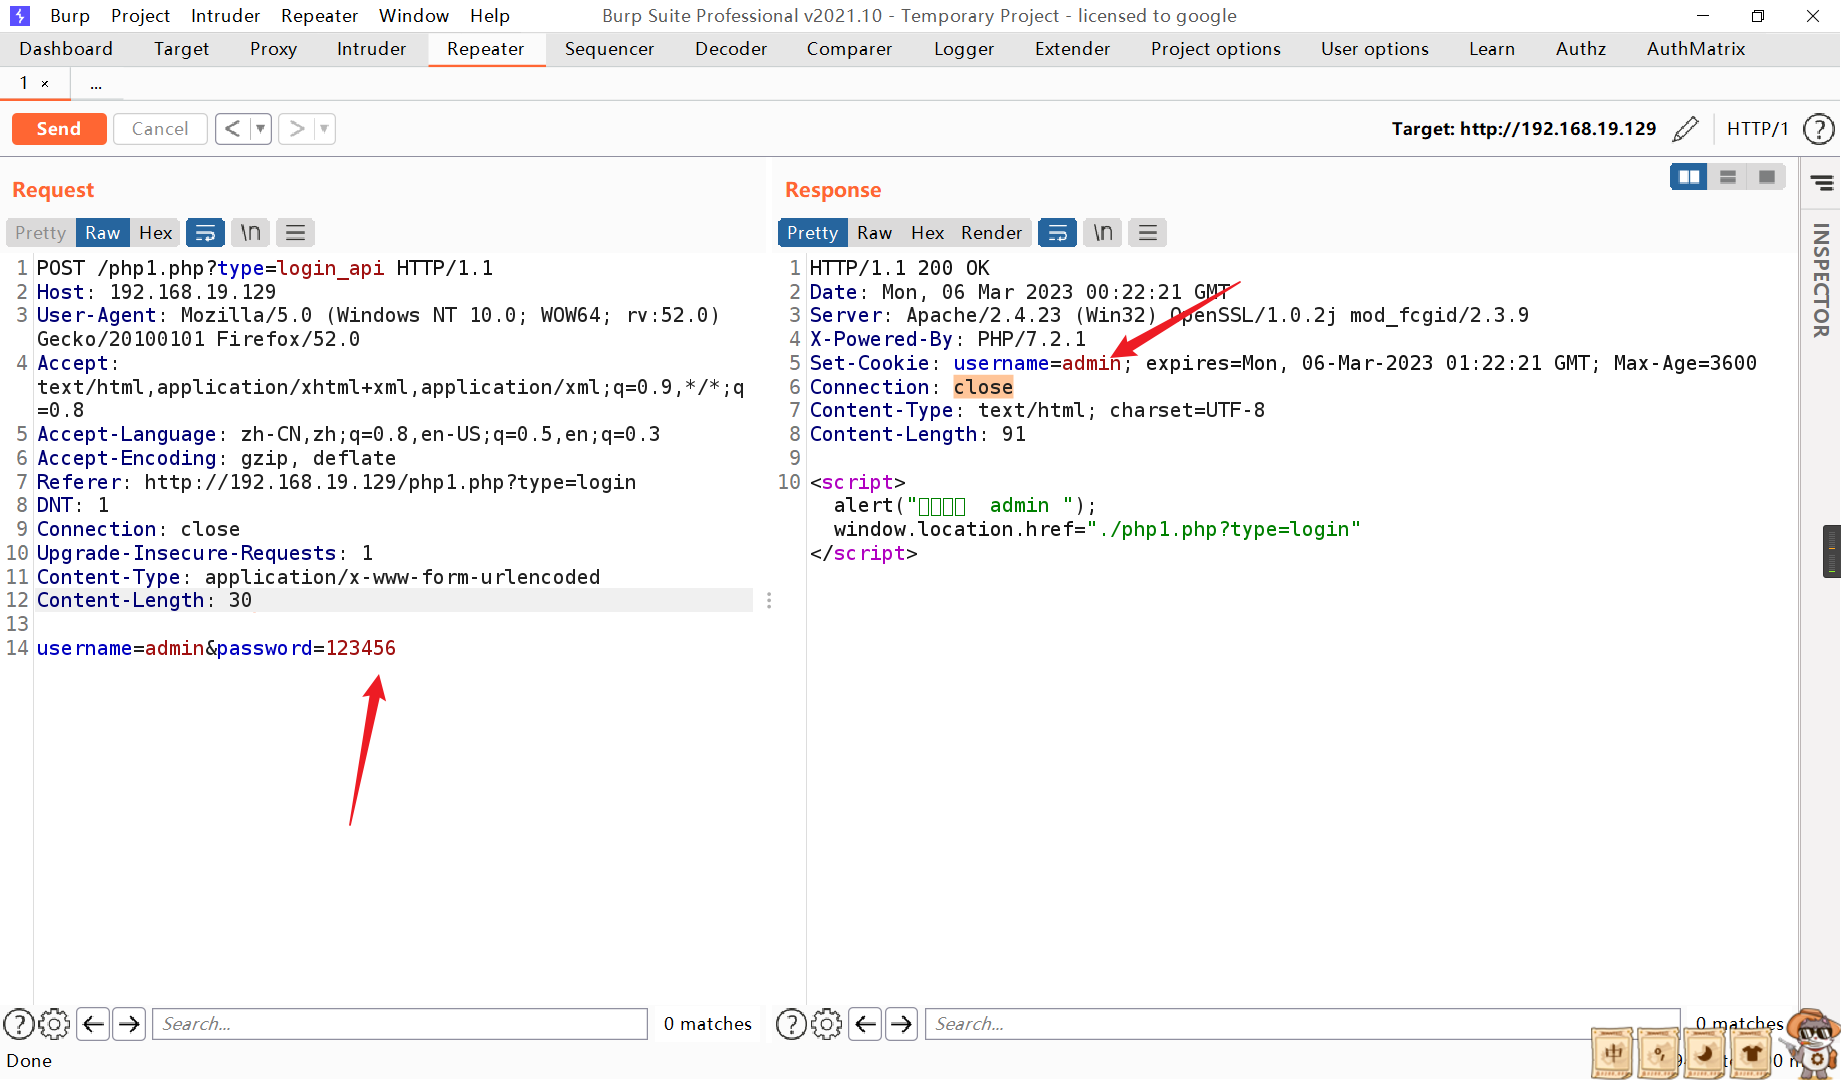 Burp Project Intruder Repeater Window Help Burp Suite Professional v2021.10 - Temporary Project - licensed to google
Dashboard Target Proxy Intruder Repeater Sequencer Decoder Comparer Logger Extender Project options User options Learn Authz AuthMatrix
1 × ...
Send Cancel < > Target: http://192.168.19.129 HTTP/1 ?
Request
Pretty Raw Hex \n
1 POST /php1.php?type=login_api HTTP/1.1
2 Host: 192.168.19.129
3 User-Agent: Mozilla/5.0 (Windows NT 10.0; WOW64; rv:52.0)
Gecko/20100101 Firefox/52.0
4 Accept:
text/html,application/xhtml+xml,application/xml;q=0.9,*/*;q
=0.8
5 Accept-Language: zh-CN,zh;q=0.8,en-US;q=0.5,en;q=0.3
6 Accept-Encoding: gzip, deflate
7 Referer: http://192.168.19.129/php1.php?type=login
8 DNT: 1
9 Connection: close
10 Upgrade-Insecure-Requests: 1
11 Content-Type: application/x-www-form-urlencoded
12 Content-Length: 30
13
14 username=admin&password=123456
Response
Pretty Raw Hex Render \n
1 HTTP/1.1 200 OK
2 Date: Mon, 06 Mar 2023 00:22:21 GMT
3 Server: Apache/2.4.23 (Win32) OpenSSL/1.0.2j mod_fcgid/2.3.9
4 X-Powered-By: PHP/7.2.1
5 Set-Cookie: username=admin; expires=Mon, 06-Mar-2023 01:22:21 GMT; Max-Age=3600
6 Connection: close
7 Content-Type: text/html; charset=UTF-8
8 Content-Length: 91
9
10 <script>
alert("□□□□  admin ");
window.location.href="./php1.php?type=login"
</script>
INSPECTOR
? Search... 0 matches
? Search... 0 matches
Done
中